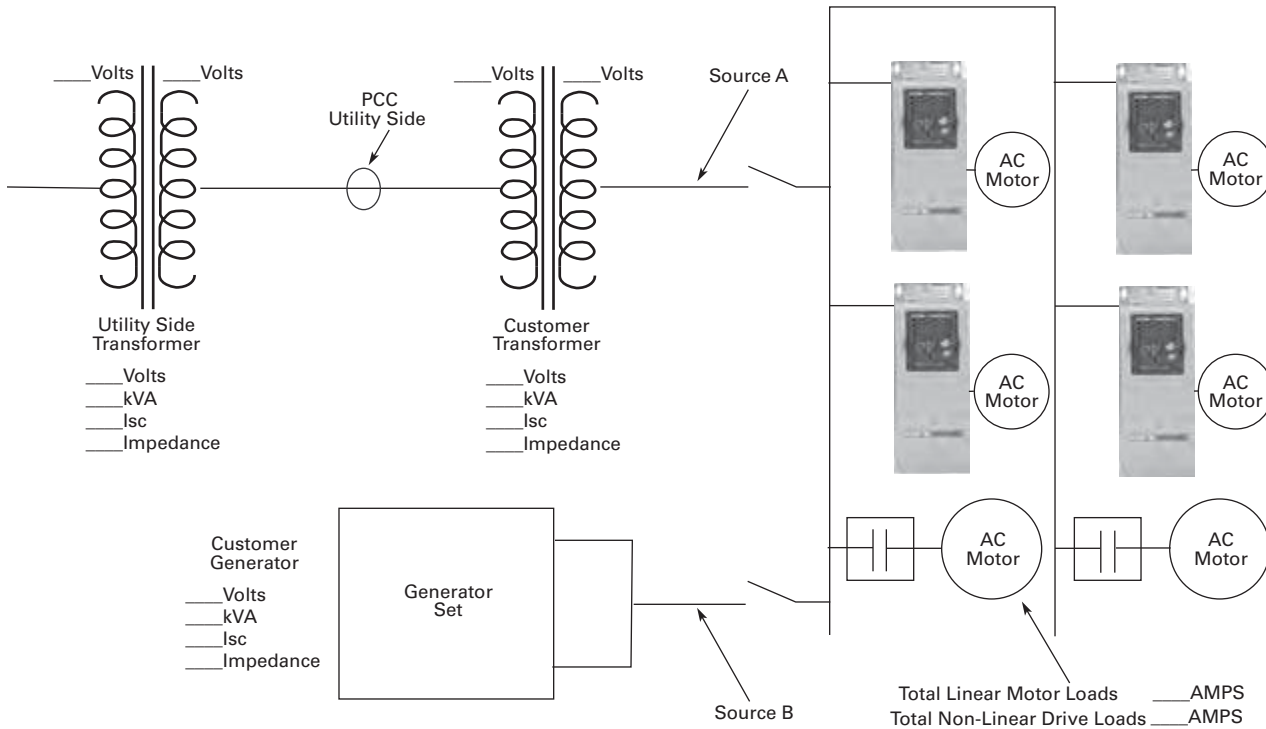 ____Volts
____Volts
PCC
Utility Side
____Volts
____Volts
Source A
AC
Motor
AC
Motor
Utility Side
Transformer
____Volts
____kVA
____Isc
____Impedance
Customer
Transformer
____Volts
____kVA
____Isc
____Impedance
AC
Motor
AC
Motor
Customer
Generator
____Volts
____kVA
____Isc
____Impedance
Generator
Set
Source B
AC
Motor
AC
Motor
Total Linear Motor Loads ____AMPS
Total Non-Linear Drive Loads ____AMPS